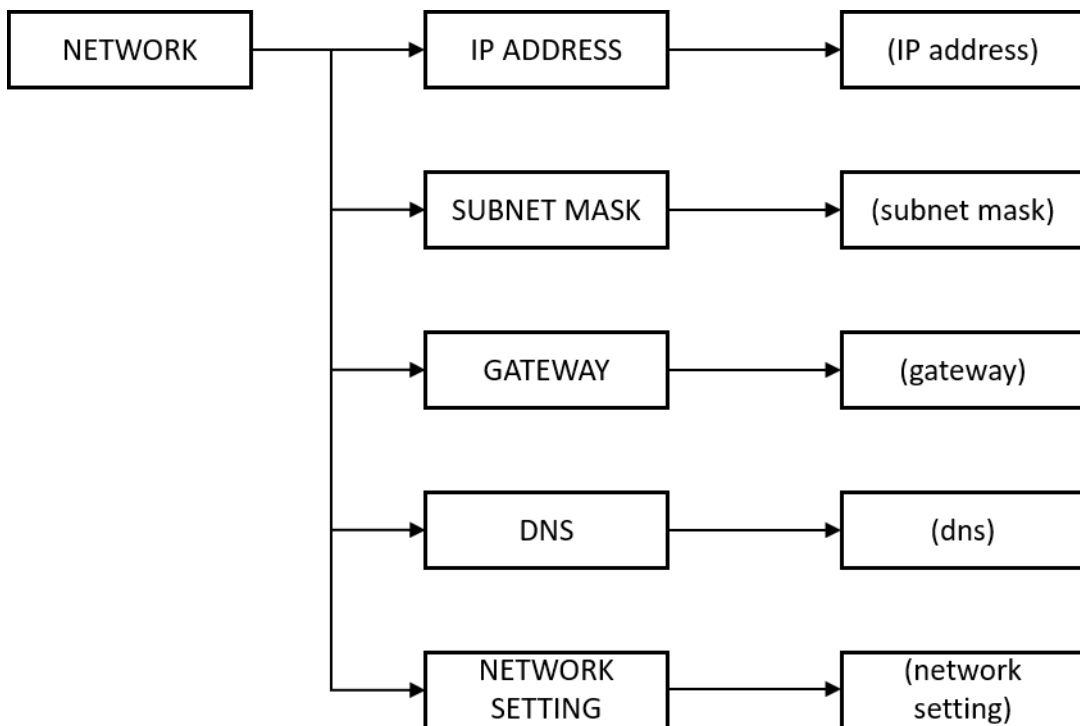 NETWORK
IP ADDRESS
(IP address)
SUBNET MASK
(subnet mask)
GATEWAY
(gateway)
DNS
(dns)
NETWORK
SETTING
(network
setting)